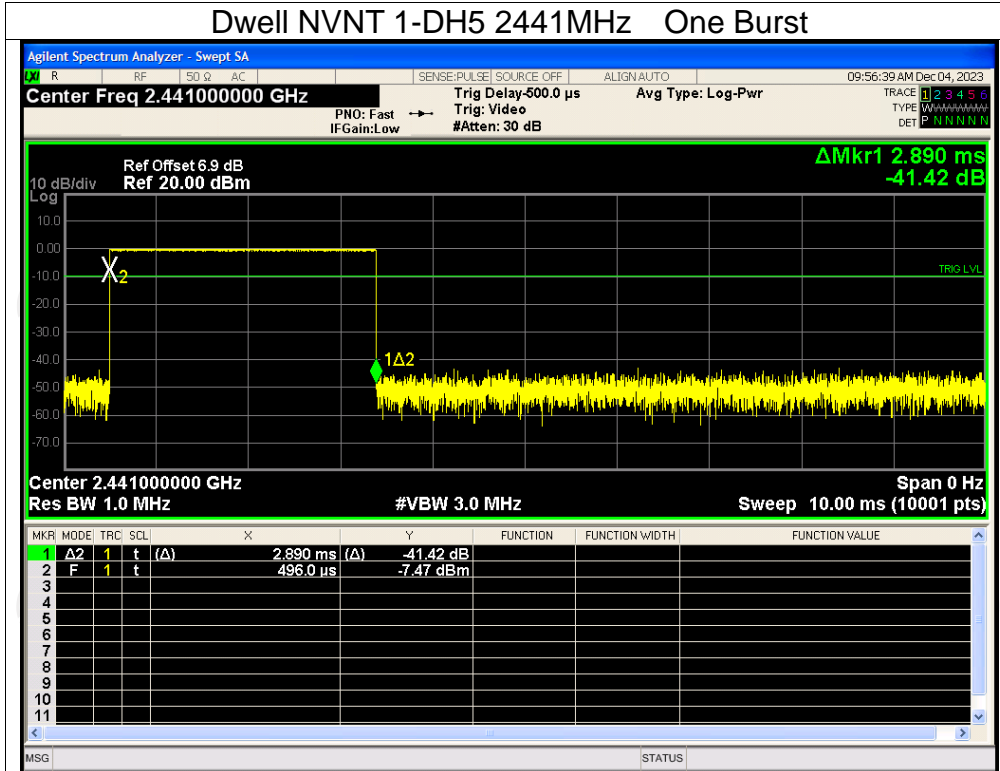 Dwell NVNT 1-DH5 2441MHz One Burst
Agilent Spectrum Analyzer - Swept SA
LXI R RF 50 Ω AC SENSE:PULSE SOURCE OFF ALIGN AUTO 09:56:39 AM Dec 04, 2023
Center Freq 2.441000000 GHz
PNO: Fast
IFGain:Low
Trig Delay-500.0 µs
Trig: Video
#Atten: 30 dB
Avg Type: Log-Pwr
TRACE 1 2 3 4 5 6
TYPE WWWWWWWW
DET P N N N N N
ΔMkr1 2.890 ms
-41.42 dB
Ref Offset 6.9 dB
10 dB/div Ref 20.00 dBm
Log
10.0
0.00
-10.0
-20.0
-30.0
-40.0
-50.0
-60.0
-70.0
2
TRIG LVL
1Δ2
Center 2.441000000 GHz Span 0 Hz
Res BW 1.0 MHz #VBW 3.0 MHz Sweep 10.00 ms (10001 pts)
MKR MODE TRC SCL X Y FUNCTION FUNCTION WIDTH FUNCTION VALUE
1 Δ2 1 t (Δ) 2.890 ms (Δ) -41.42 dB
2 F 1 t 496.0 µs -7.47 dBm
3
4
5
6
7
8
9
10
11
MSG STATUS